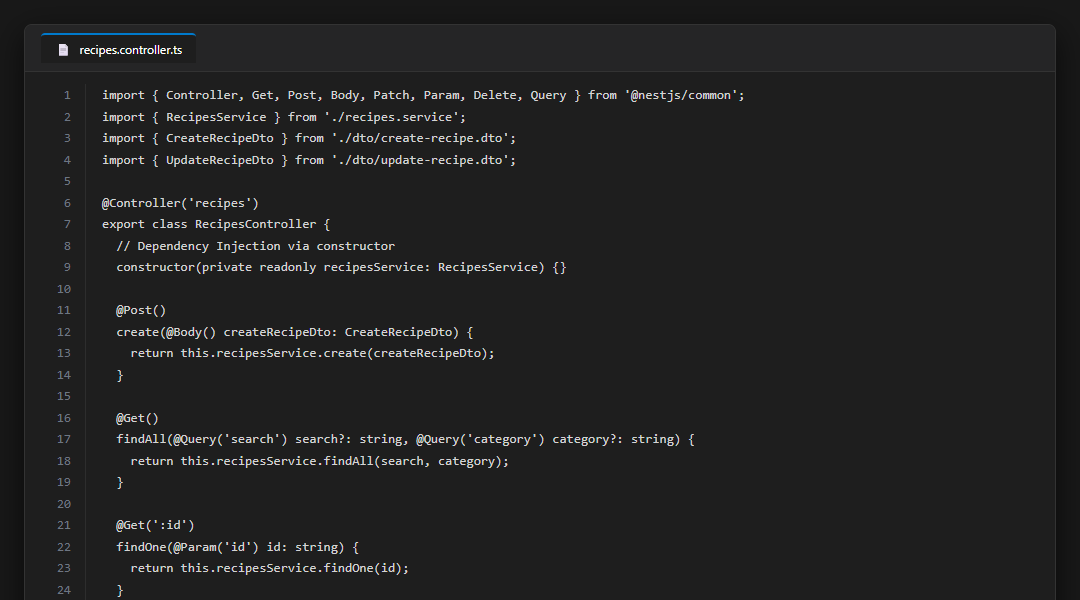 recipes.controller.ts
1 import { Controller, Get, Post, Body, Patch, Param, Delete, Query } from '@nestjs/common';
2 import { RecipesService } from './recipes.service';
3 import { CreateRecipeDto } from './dto/create-recipe.dto';
4 import { UpdateRecipeDto } from './dto/update-recipe.dto';
5
6 @Controller('recipes')
7 export class RecipesController {
8   // Dependency Injection via constructor
9   constructor(private readonly recipesService: RecipesService) {}
10
11   @Post()
12   create(@Body() createRecipeDto: CreateRecipeDto) {
13     return this.recipesService.create(createRecipeDto);
14   }
15
16   @Get()
17   findAll(@Query('search') search?: string, @Query('category') category?: string) {
18     return this.recipesService.findAll(search, category);
19   }
20
21   @Get(':id')
22   findOne(@Param('id') id: string) {
23     return this.recipesService.findOne(id);
24   }